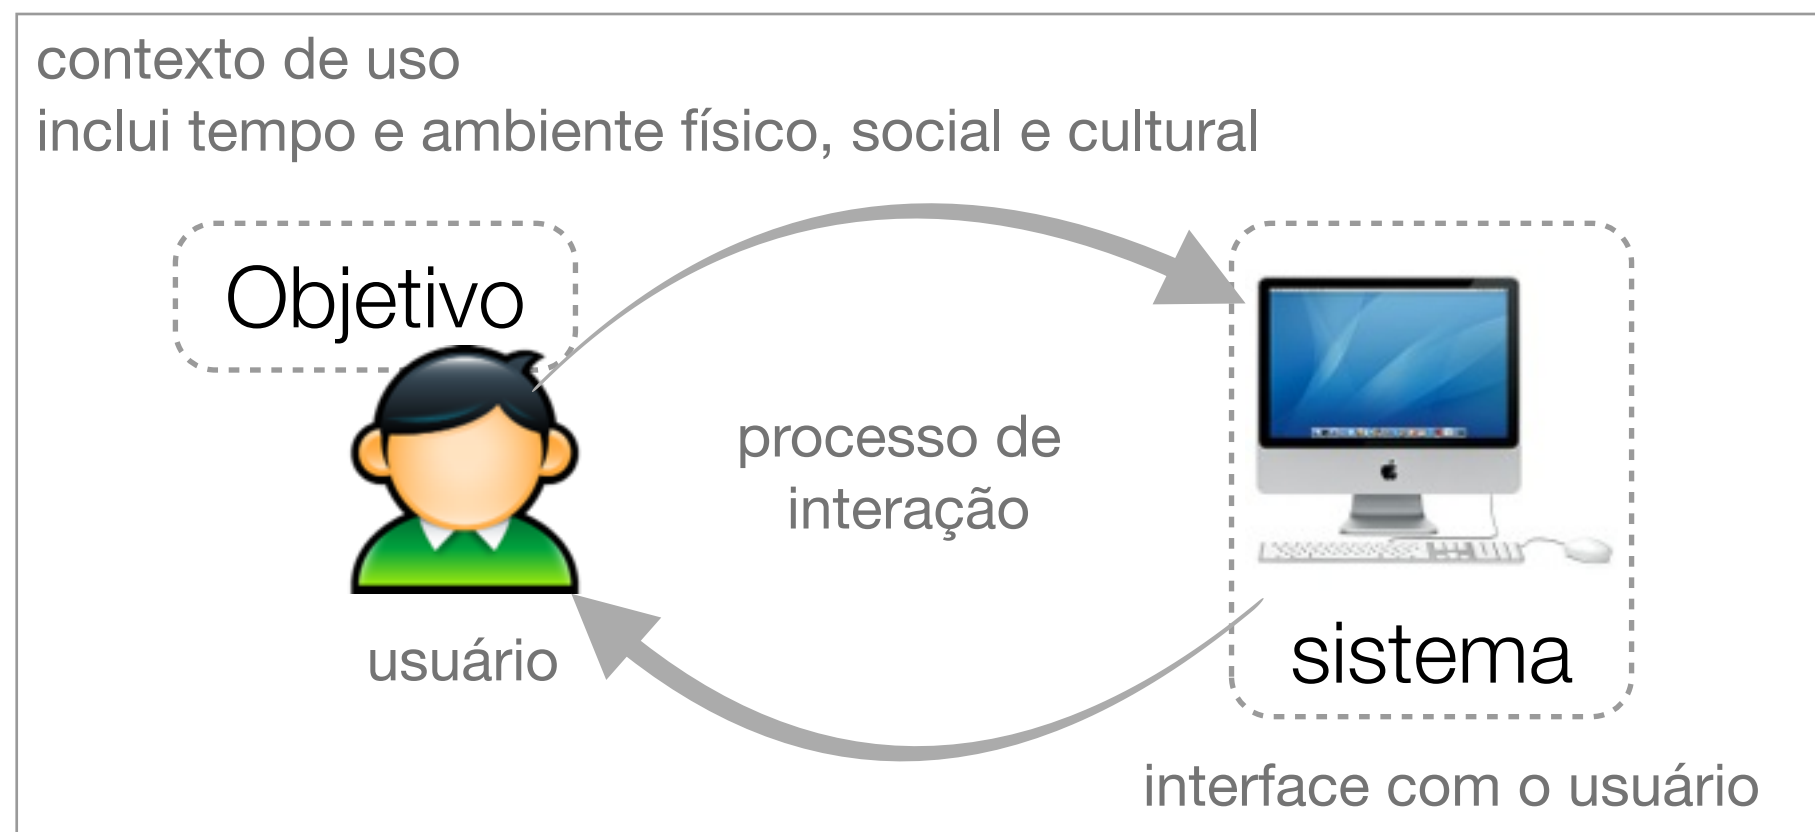 contexto de uso
inclui tempo e ambiente físico, social e cultural
Objetivo
processo de
interação
usuário
sistema
interface com o usuário